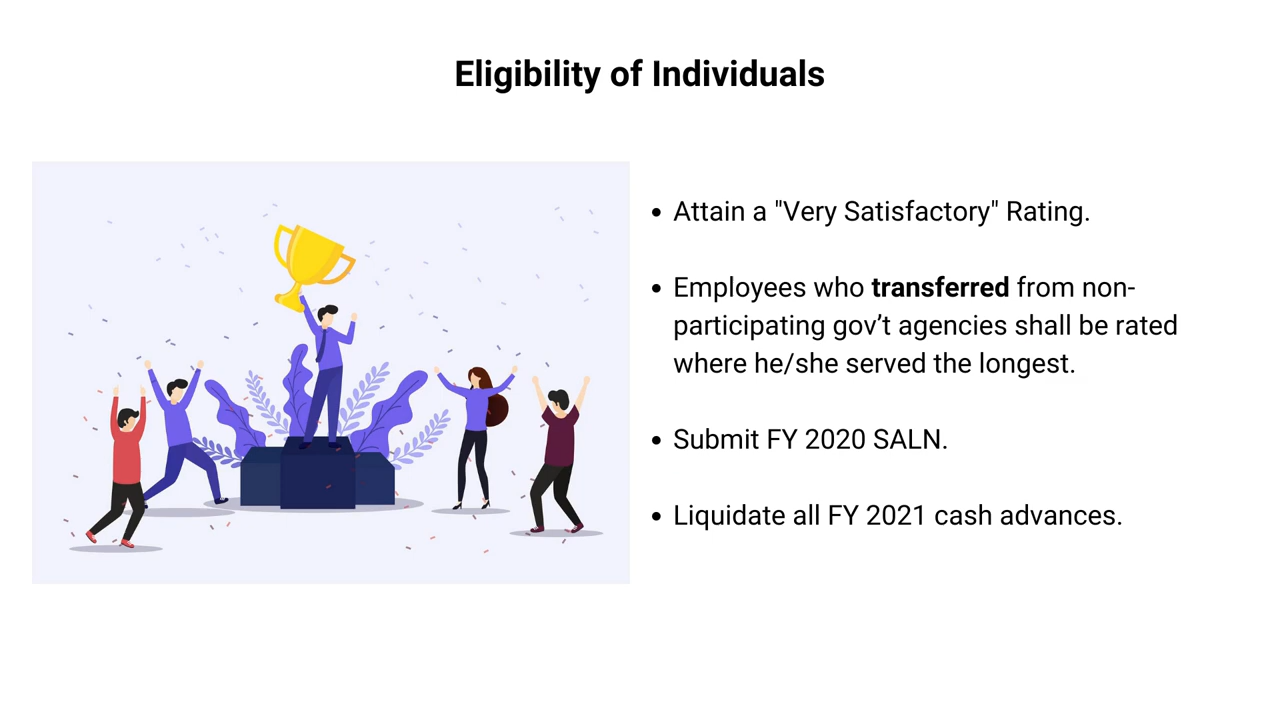 Eligibility of Individuals
• Attain a "Very Satisfactory" Rating.
• Employees who transferred from non-
participating gov’t agencies shall be rated
where he/she served the longest.
• Submit FY 2020 SALN.
• Liquidate all FY 2021 cash advances.